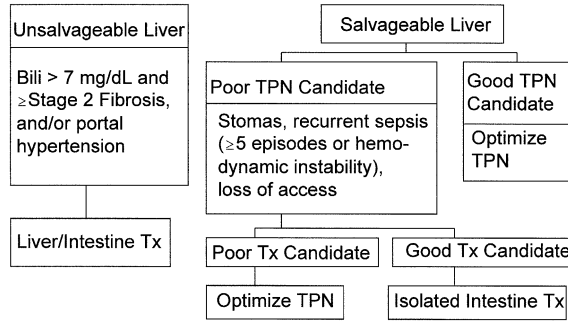 Unsalvageable Liver
Bili > 7 mg/dL and
≥Stage 2 Fibrosis,
and/or portal
hypertension
Liver/Intestine Tx
Salvageable Liver
Poor TPN Candidate
Stomas, recurrent sepsis
(≥5 episodes or hemo-
dynamic instability),
loss of access
Good TPN
Candidate
Optimize
TPN
Poor Tx Candidate
Optimize TPN
Good Tx Candidate
Isolated Intestine Tx